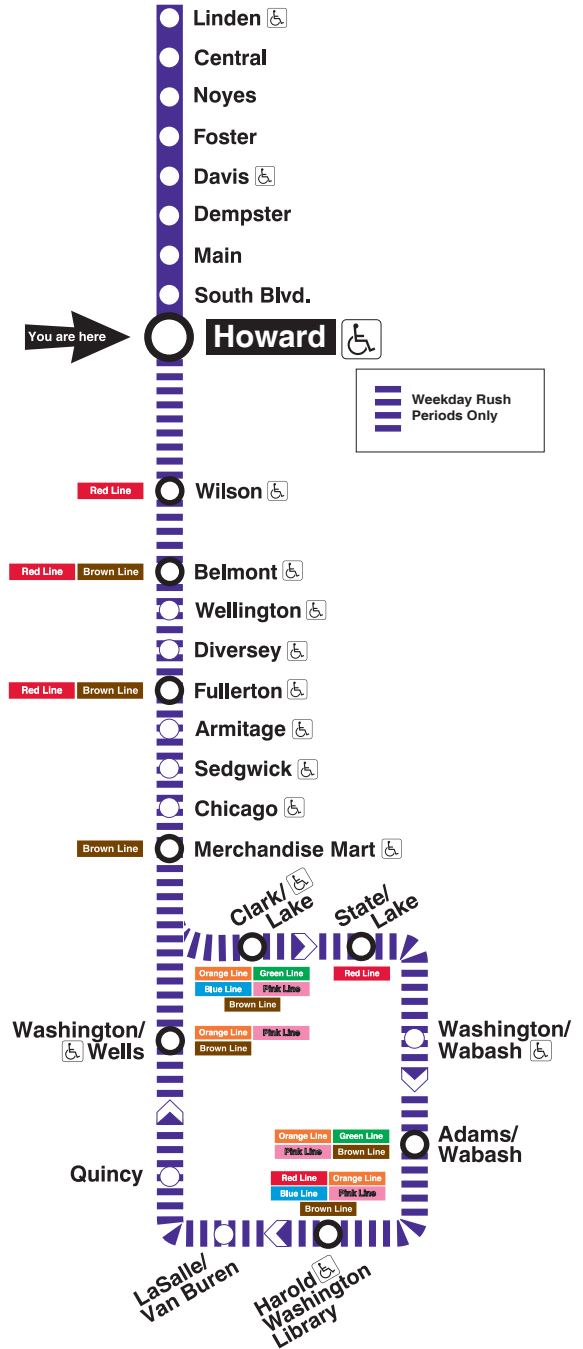 Linden
Central
Noyes
Foster
Davis
Dempster
Main
South Blvd.
You are here
Howard
Weekday Rush
Periods Only
Red Line
Wilson
Red Line
Brown Line
Belmont
Wellington
Diversey
Red Line
Brown Line
Fullerton
Armitage
Sedgwick
Chicago
Brown Line
Merchandise Mart
Clark/
Lake
State/
Lake
Orange Line
Green Line
Blue Line
Pink Line
Brown Line
Red Line
Washington/
Wells
Orange Line
Pink Line
Brown Line
Washington/
Wabash
Orange Line
Green Line
Pink Line
Brown Line
Adams/
Wabash
Quincy
Red Line
Orange Line
Blue Line
Pink Line
Brown Line
LaSalle/
Van Buren
Harold
Washington
Library